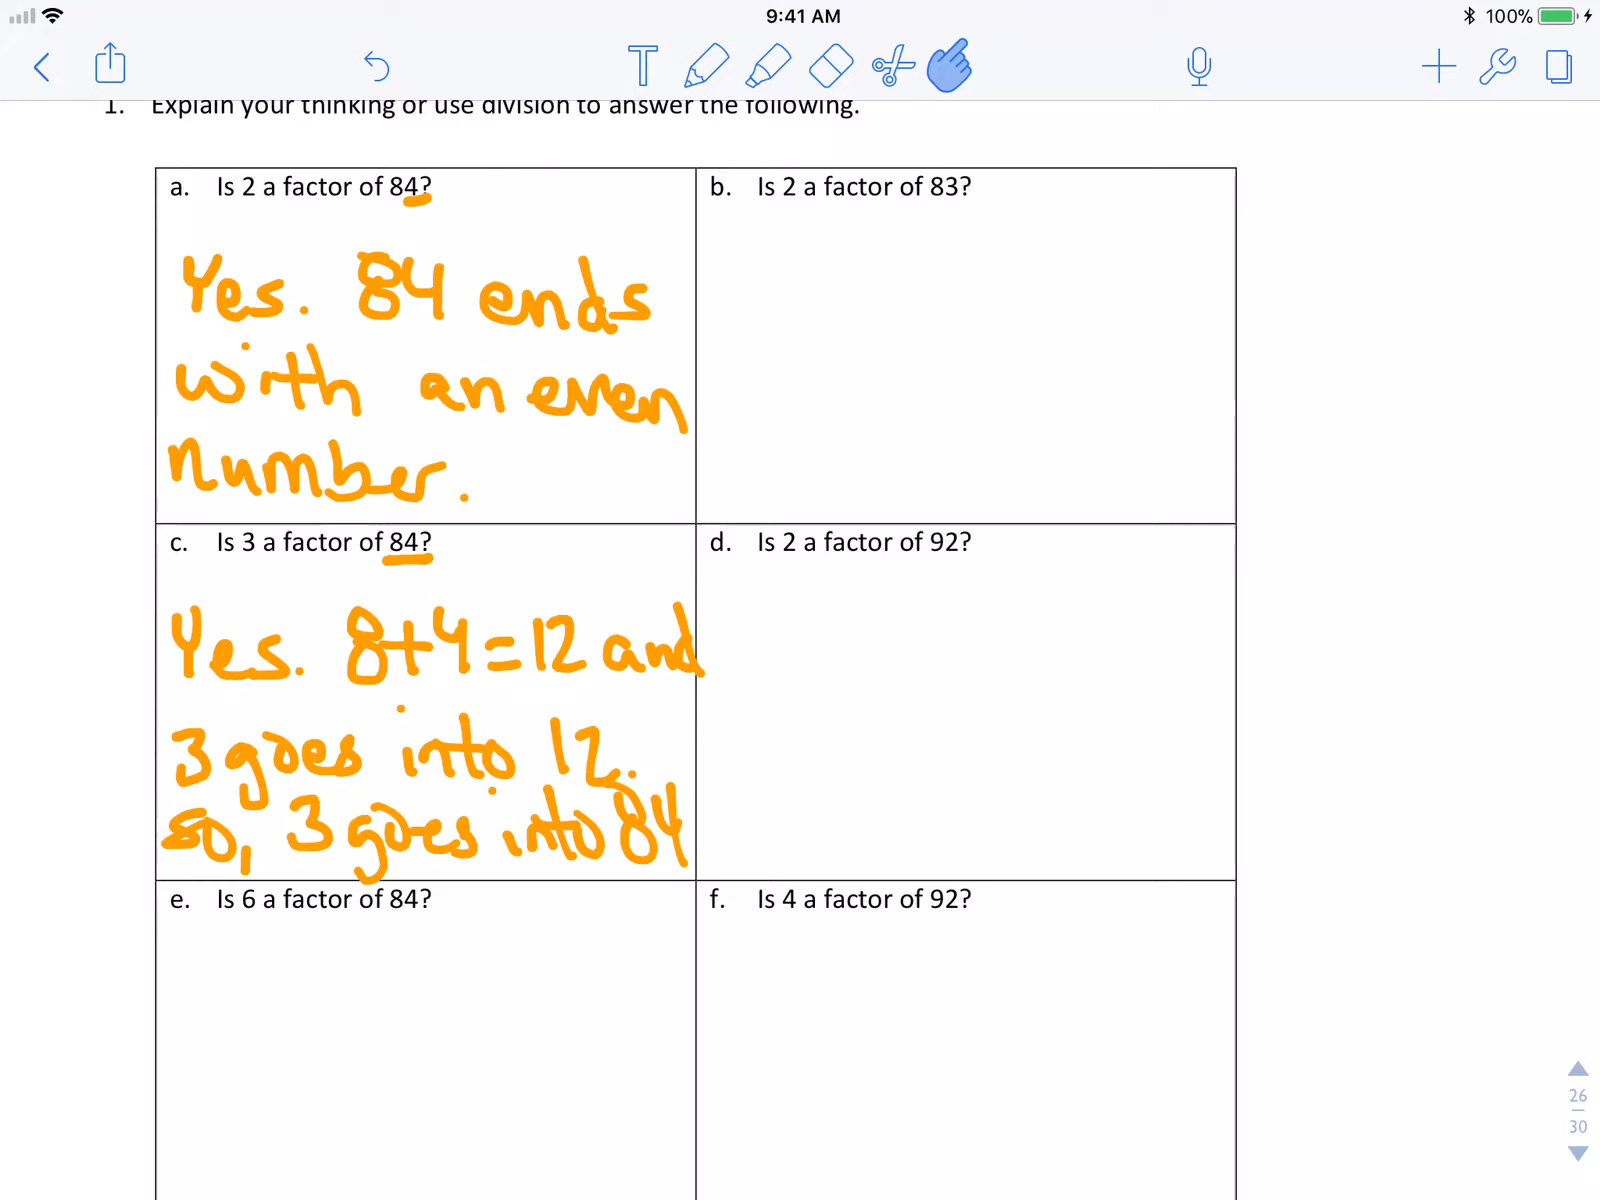 9:41 AM
100%
T
1. Explain your thinking or use division to answer the following.
a. Is 2 a factor of 84?
Yes. 84 ends
with an even
number.
b. Is 2 a factor of 83?
c. Is 3 a factor of 84?
Yes. 8+4=12 and
3 goes into 12.
so, 3 goes into 84
d. Is 2 a factor of 92?
e. Is 6 a factor of 84?
f. Is 4 a factor of 92?
26
30